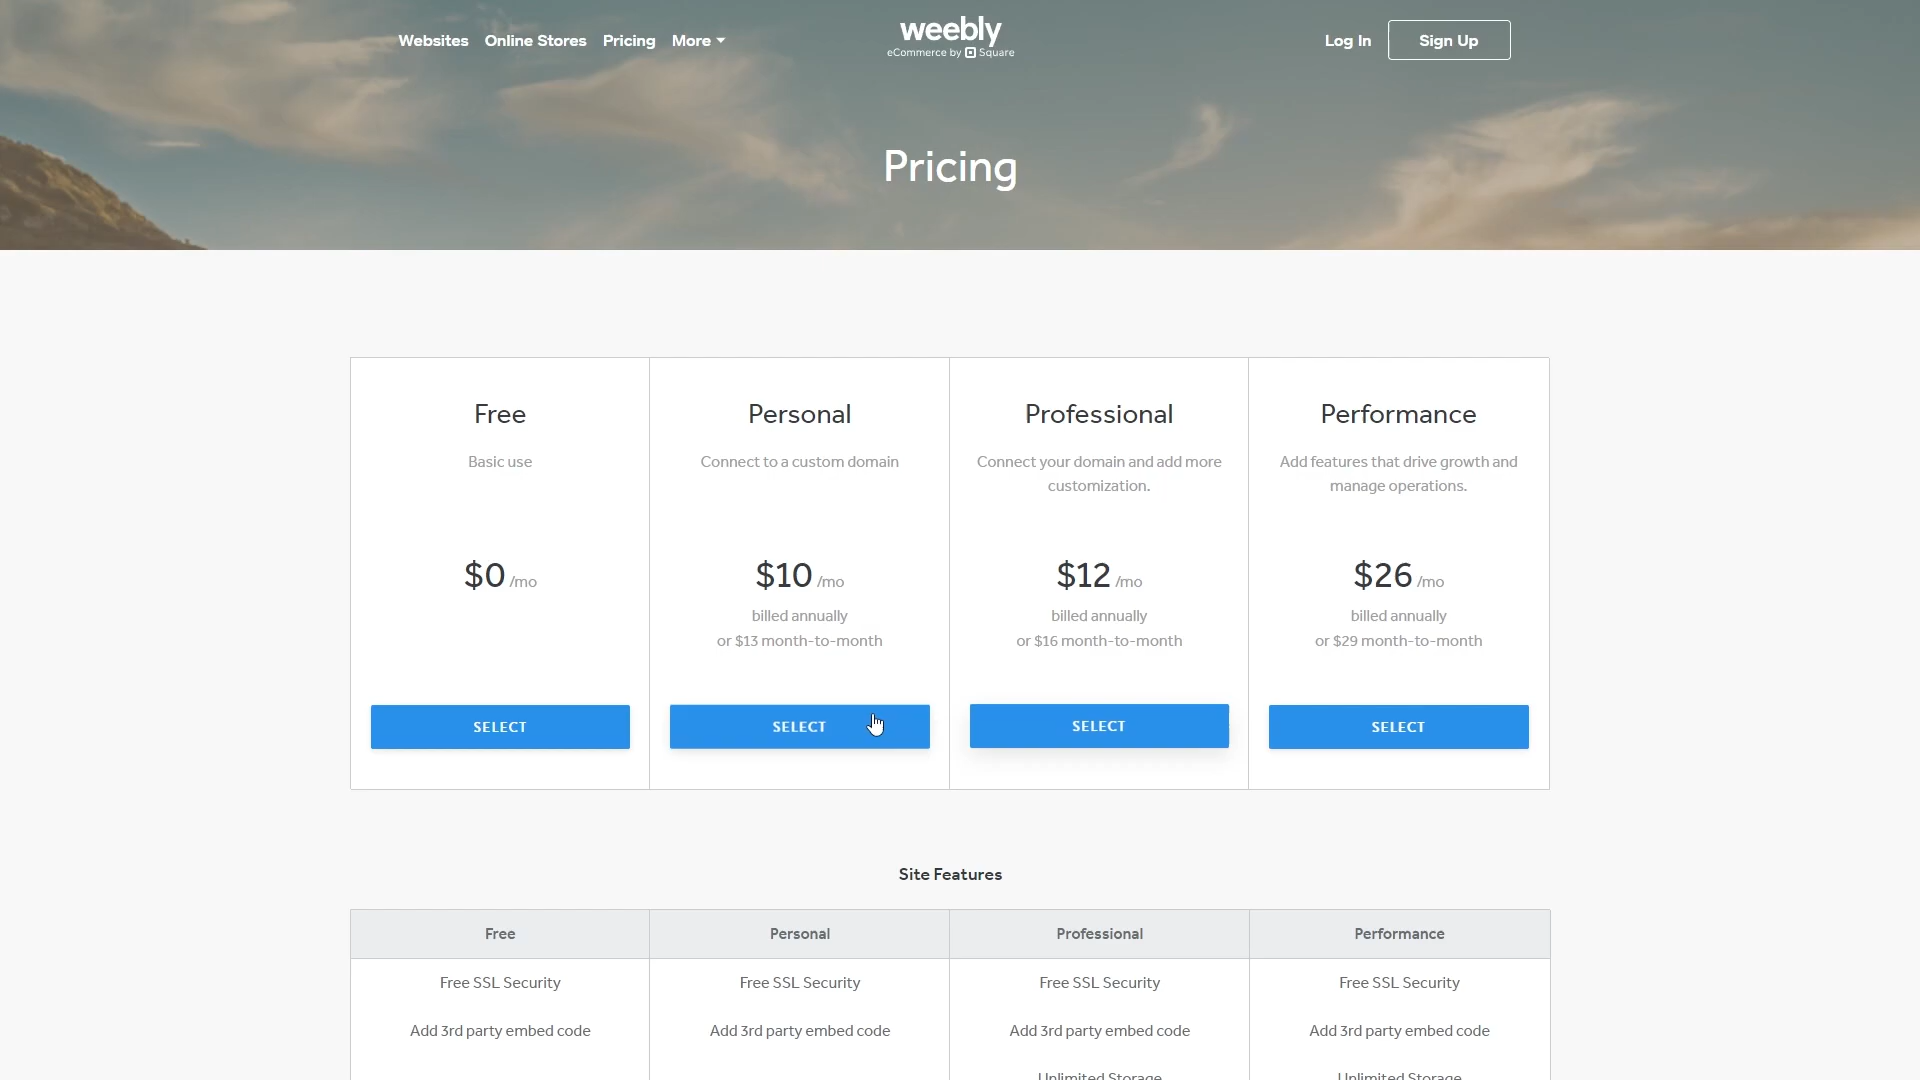 Websites Online Stores Pricing More
weebly
eCommerce by Square
Log In Sign Up
Pricing
Free
Basic use
$0 /mo
SELECT
Personal
Connect to a custom domain
$10 /mo
billed annually
or $13 month-to-month
SELECT
Professional
Connect your domain and add more
customization.
$12 /mo
billed annually
or $16 month-to-month
SELECT
Performance
Add features that drive growth and
manage operations.
$26 /mo
billed annually
or $29 month-to-month
SELECT
Site Features
Free Personal Professional Performance
Free SSL Security Free SSL Security Free SSL Security Free SSL Security
Add 3rd party embed code Add 3rd party embed code Add 3rd party embed code Add 3rd party embed code
Unlimited Storage Unlimited Storage